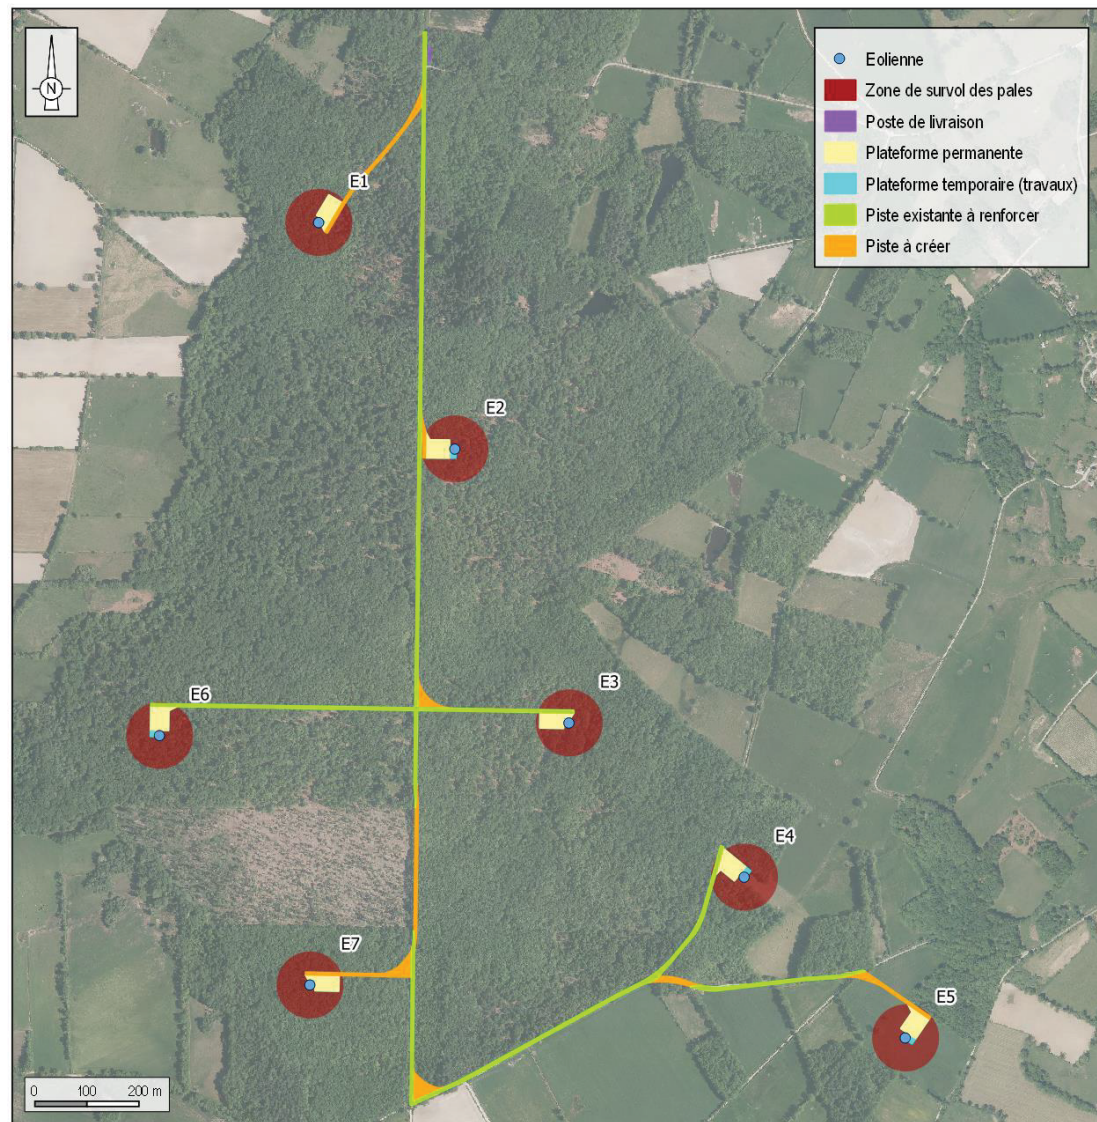 N
Eolienne
Zone de survol des pales
Poste de livraison
Plateforme permanente
Plateforme temporaire (travaux)
Piste existante à renforcer
Piste à créer
E1
E2
E6
E3
E4
E7
E5
0 100 200 m